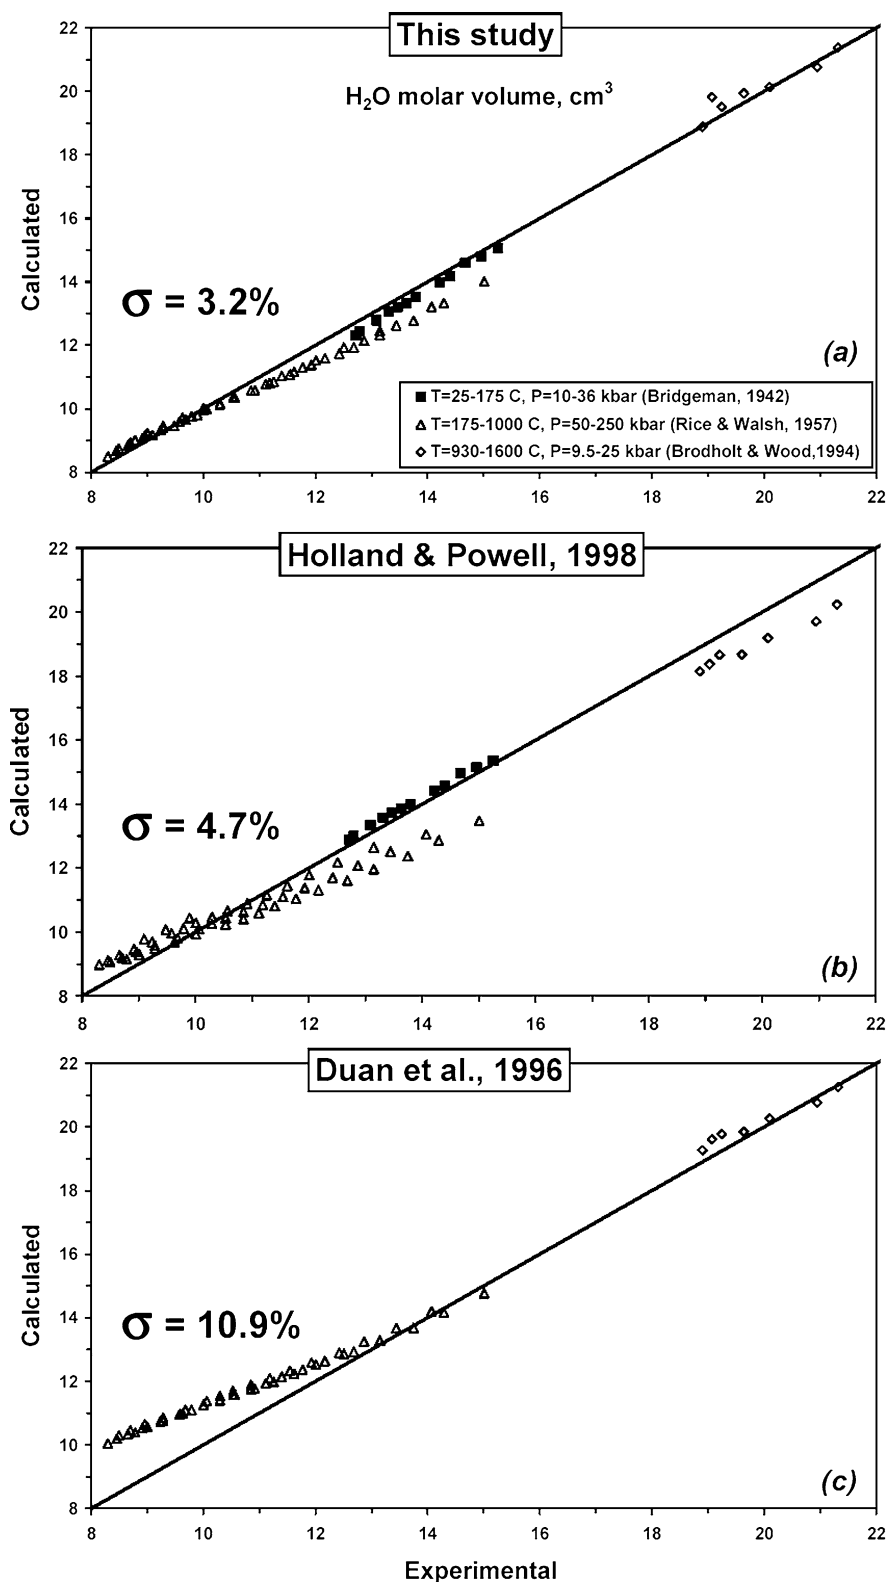 This study
H₂O molar volume, cm³
22
20
18
16
14
12
10
8
Calculated
σ = 3.2%
(a)
T=25-175 C, P=10-36 kbar (Bridgeman, 1942)
T=175-1000 C, P=50-250 kbar (Rice & Walsh, 1957)
T=930-1600 C, P=9.5-25 kbar (Brodholt & Wood,1994)
8 10 12 14 16 18 20 22
Holland & Powell, 1998
22
20
18
16
14
12
10
8
Calculated
σ = 4.7%
(b)
8 10 12 14 16 18 20 22
Duan et al., 1996
22
20
18
16
14
12
10
8
Calculated
σ = 10.9%
(c)
8 10 12 14 16 18 20 22
Experimental